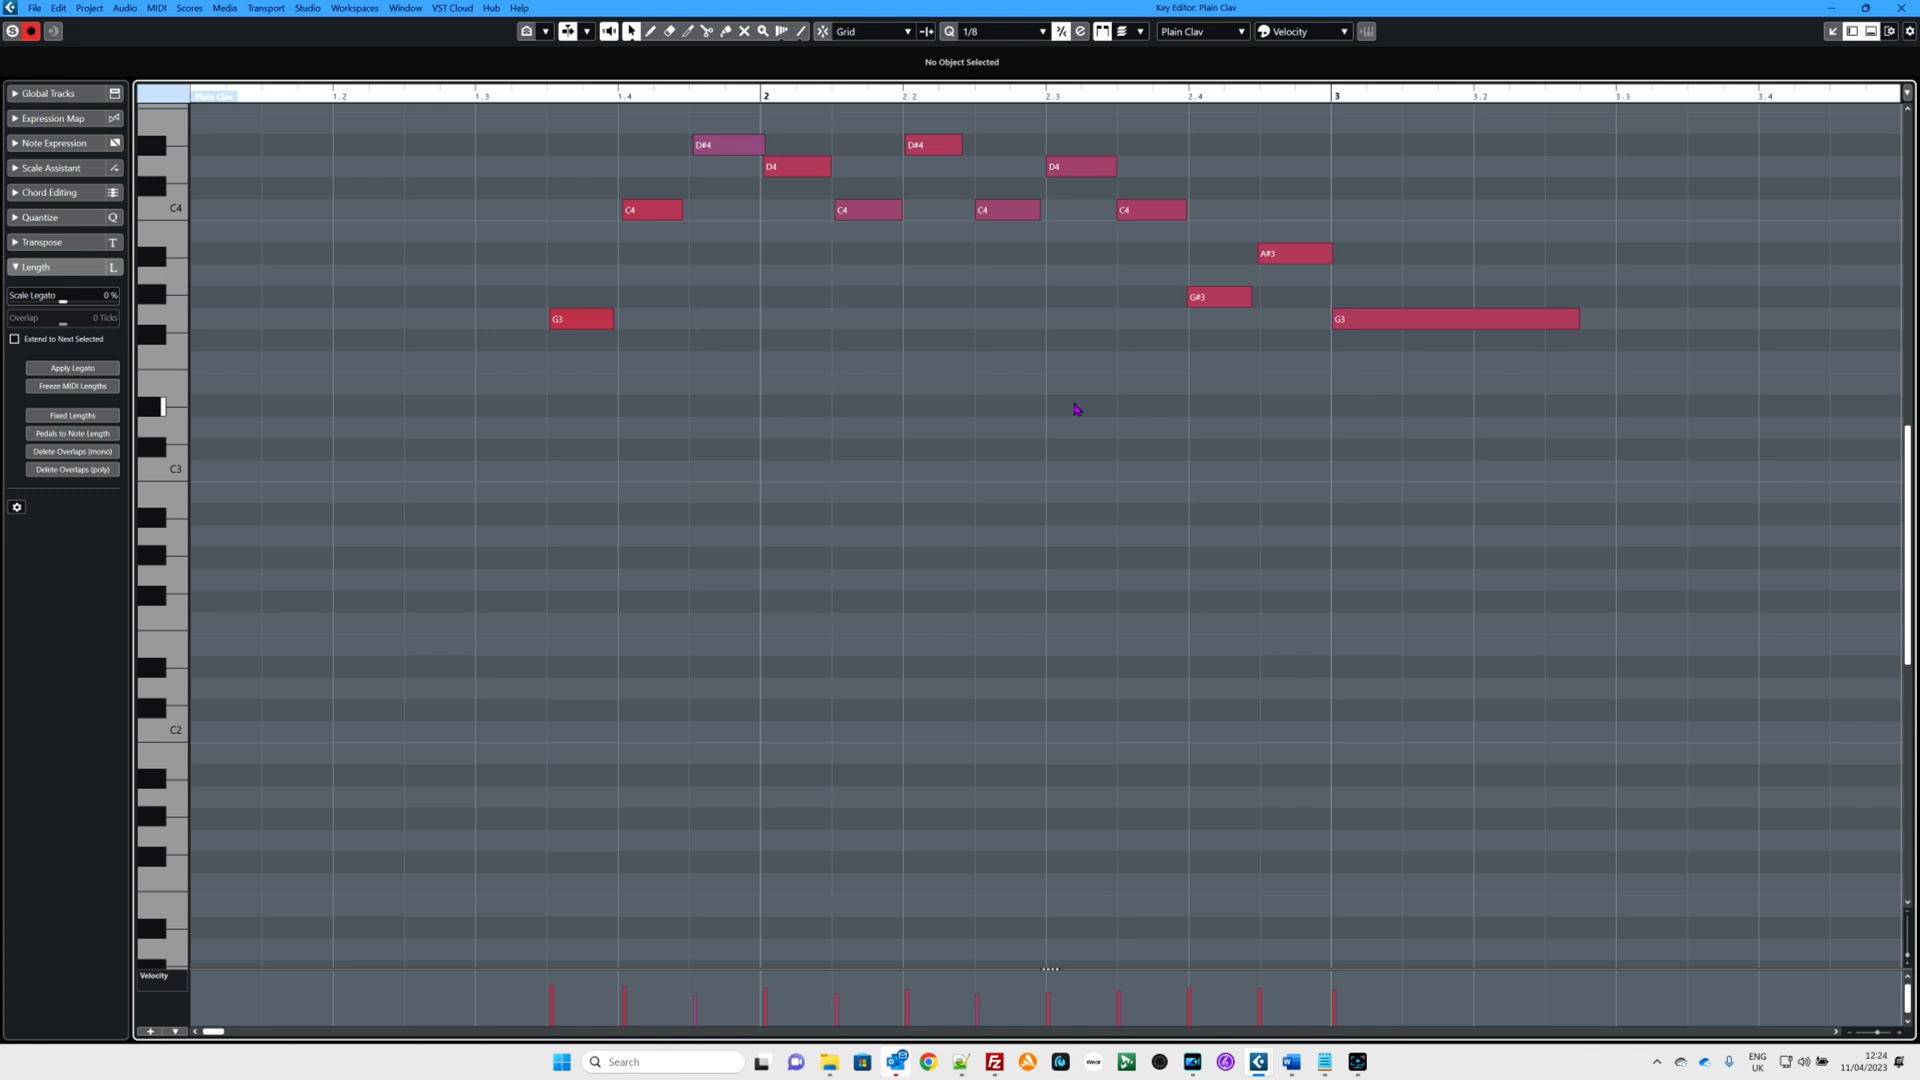 File Edit Project Audio MIDI Scores Media Transport Studio Workspaces Window VST Cloud Hub Help Key Editor: Plain Clav
Grid 1/8 Plain Clav Velocity
No Object Selected
Global Tracks
Expression Map
Note Expression
Scale Assistant
Chord Editing
Quantize Q
Transpose T
Length L
Scale Legato 0 %
Overlap 0 Ticks
Extend to Next Selected
Apply Legato
Freeze MIDI Lengths
Fixed Lengths
Pedals to Note Length
Delete Overlaps (mono)
Delete Overlaps (poly)
Plain Clav 1.2 1.3 1.4 2 2.2 2.3 2.4 3 3.2 3.3 3.4
D#4 D#4
D4 D4
C4 C4 C4 C4 C4
A#3
G#3
G3 G3
C3
C2
Velocity
Search
Wear
ENG
UK
12:24
11/04/2023